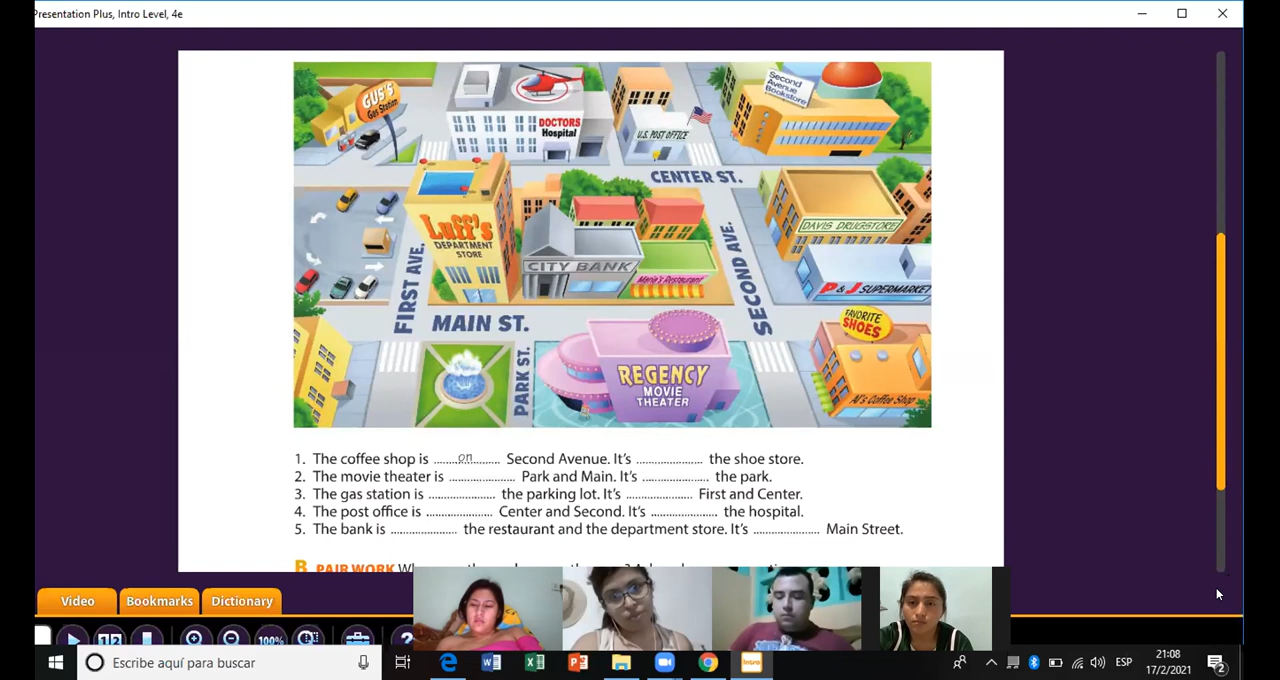 Presentation Plus, Intro Level, 4e
GUS'S
Gas Station
DOCTORS
Hospital
U.S. POST OFFICE
Second
Avenue
Bookstore
CENTER ST.
Luff's
DEPARTMENT
STORE
CITY BANK
Maria's Restaurant
DAVIS DRUGSTORE
P & J SUPERMARKET
FIRST AVE.
SECOND AVE.
MAIN ST.
PARK ST.
REGENCY
MOVIE
THEATER
FAVORITE
SHOES
Al's Coffee Shop
1. The coffee shop is ........on......... Second Avenue. It's ...................... the shoe store.
2. The movie theater is ...................... Park and Main. It's ...................... the park.
3. The gas station is ...................... the parking lot. It's ...................... First and Center.
4. The post office is ...................... Center and Second. It's ...................... the hospital.
5. The bank is ...................... the restaurant and the department store. It's ...................... Main Street.
B PAIR WORK
Video
Bookmarks
Dictionary
1 2
100%
?
Escribe aquí para buscar
Intro
ESP
21:08
17/2/2021
2